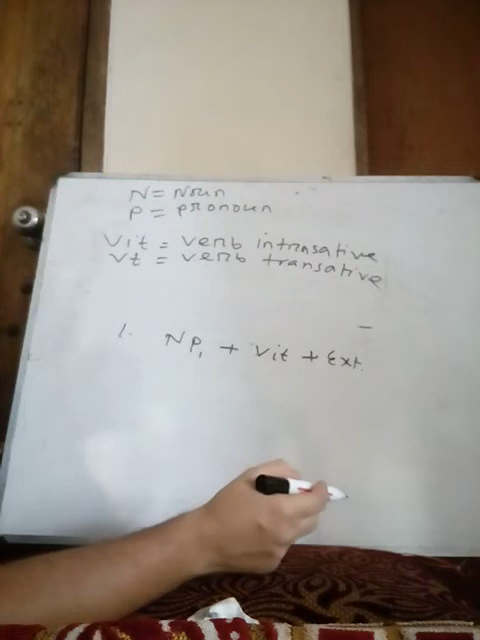 N = Noun
P = pronoun
Vit = verb intransative
Vt = verb transative
1. NP₁ + Vit + Ext.